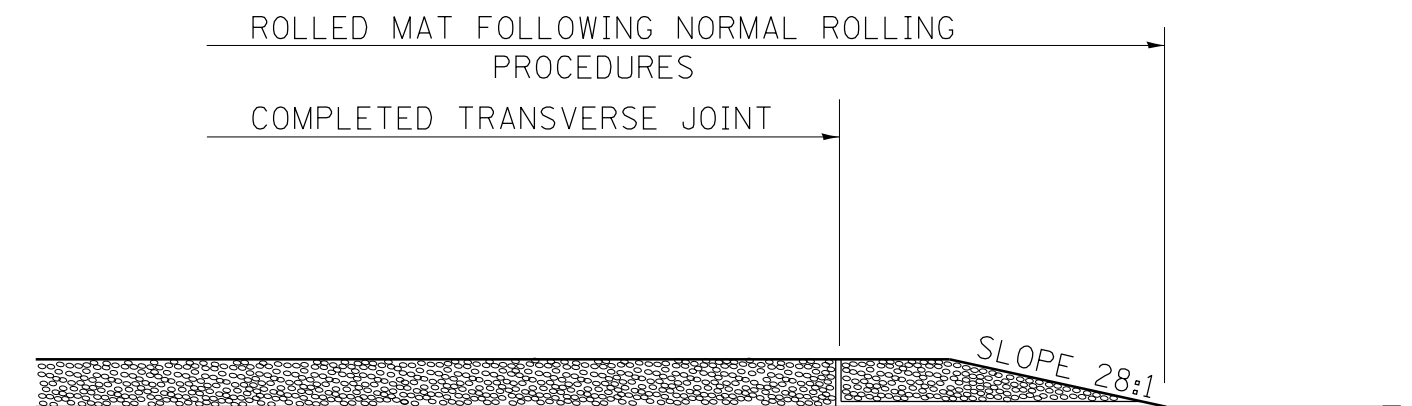 ROLLED MAT FOLLOWING NORMAL ROLLING
PROCEDURES
COMPLETED TRANSVERSE JOINT
SLOPE 28:1